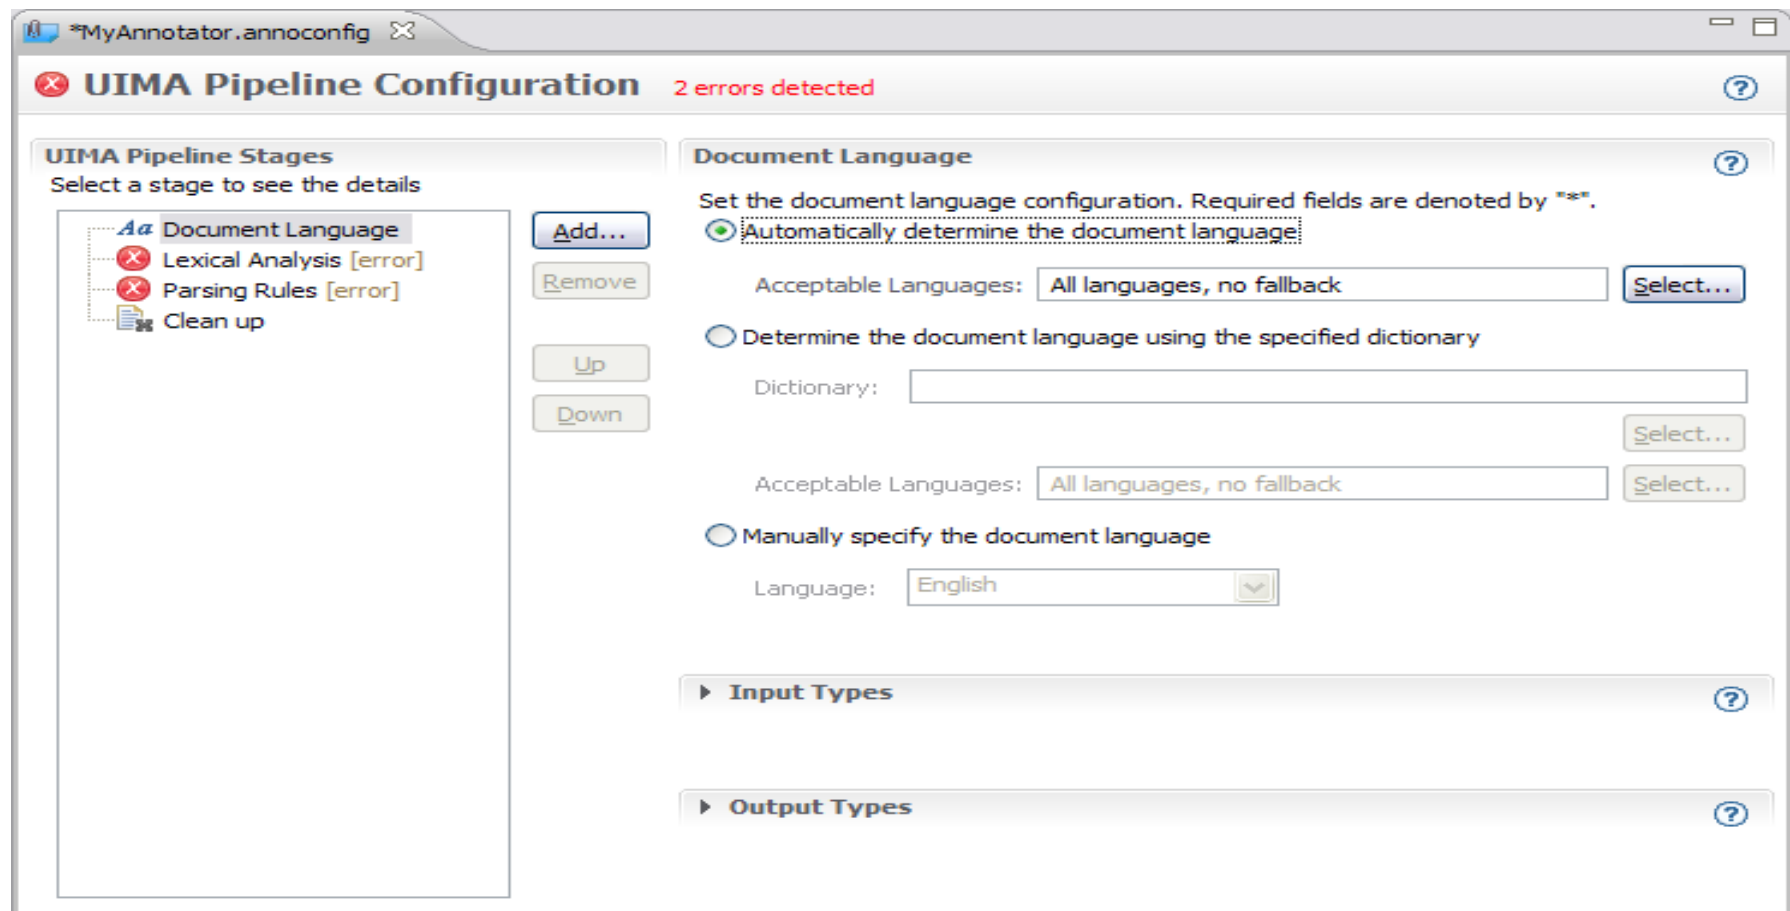 *MyAnnotator.annoconfig
UIMA Pipeline Configuration 2 errors detected
UIMA Pipeline Stages
Select a stage to see the details
Aa Document Language
Lexical Analysis [error]
Parsing Rules [error]
Clean up
Add...
Remove
Up
Down
Document Language
Set the document language configuration. Required fields are denoted by "*".
Automatically determine the document language
Acceptable Languages: All languages, no fallback Select...
Determine the document language using the specified dictionary
Dictionary:
Select...
Acceptable Languages: All languages, no fallback Select...
Manually specify the document language
Language: English
Input Types
Output Types